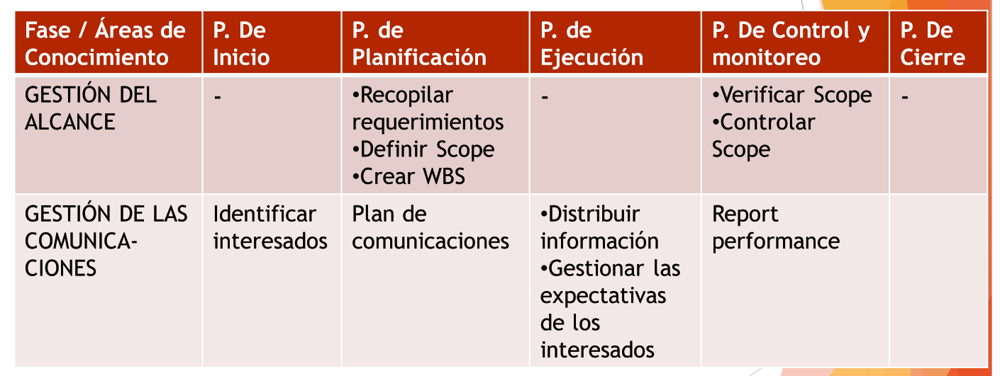 Fase / Áreas de
Conocimiento
P. De
Inicio
P. de
Planificación
P. de
Ejecución
P. De Control y
monitoreo
P. De
Cierre
GESTIÓN DEL
ALCANCE
-
•Recopilar
requerimientos
•Definir Scope
•Crear WBS
-
•Verificar Scope
•Controlar
Scope
-
GESTIÓN DE LAS
COMUNICA-
CIONES
Identificar
interesados
Plan de
comunicaciones
•Distribuir
información
•Gestionar las
expectativas
de los
interesados
Report
performance